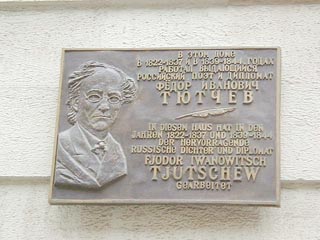 В ЭТОМ ДОМЕ
В 1822-1837 И В 1839-1844 ГОДАХ
РАБОТАЛ ВЫДАЮЩИЙСЯ
РОССИЙСКИЙ ПОЭТ И ДИПЛОМАТ
ФЁДОР ИВАНОВИЧ
ТЮТЧЕВ
IN DIESEM HAUS HAT IN DEN
JAHREN 1822-1837 UND 1839-1844
DER HERVORRAGENDE
RUSSISCHE DICHTER UND DIPLOMAT
FJODOR IWANOWITSCH
TJUTSCHEW
GEARBEITET